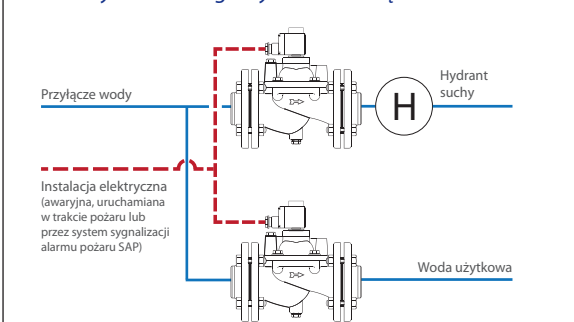 Hydrant
suchy
Przyłącze wody
H
D=>
Instalacja elektryczna
(awaryjna, uruchamiana
w trakcie pożaru lub
przez system sygnalizacji
alarmu pożaru SAP)
Woda użytkowa
D=>